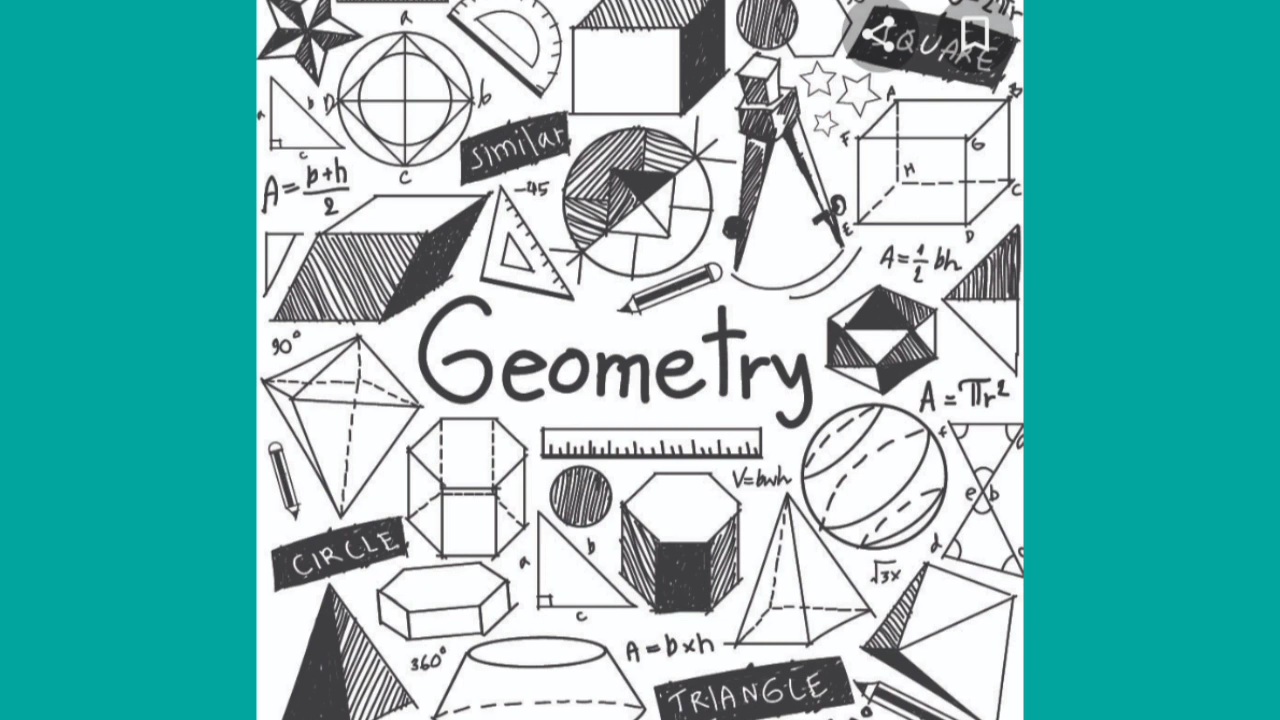 a
SQUARE
D
b
a
b
c
C
similar
A
F
G
H
C
E
D
A=b+h/2
-45
A=1/2 bh
Geometry
90°
A=πr²
V=bwh
e
b
d
CIRCLE
a
b
c
√3x
360°
A=b×h
TRIANGLE